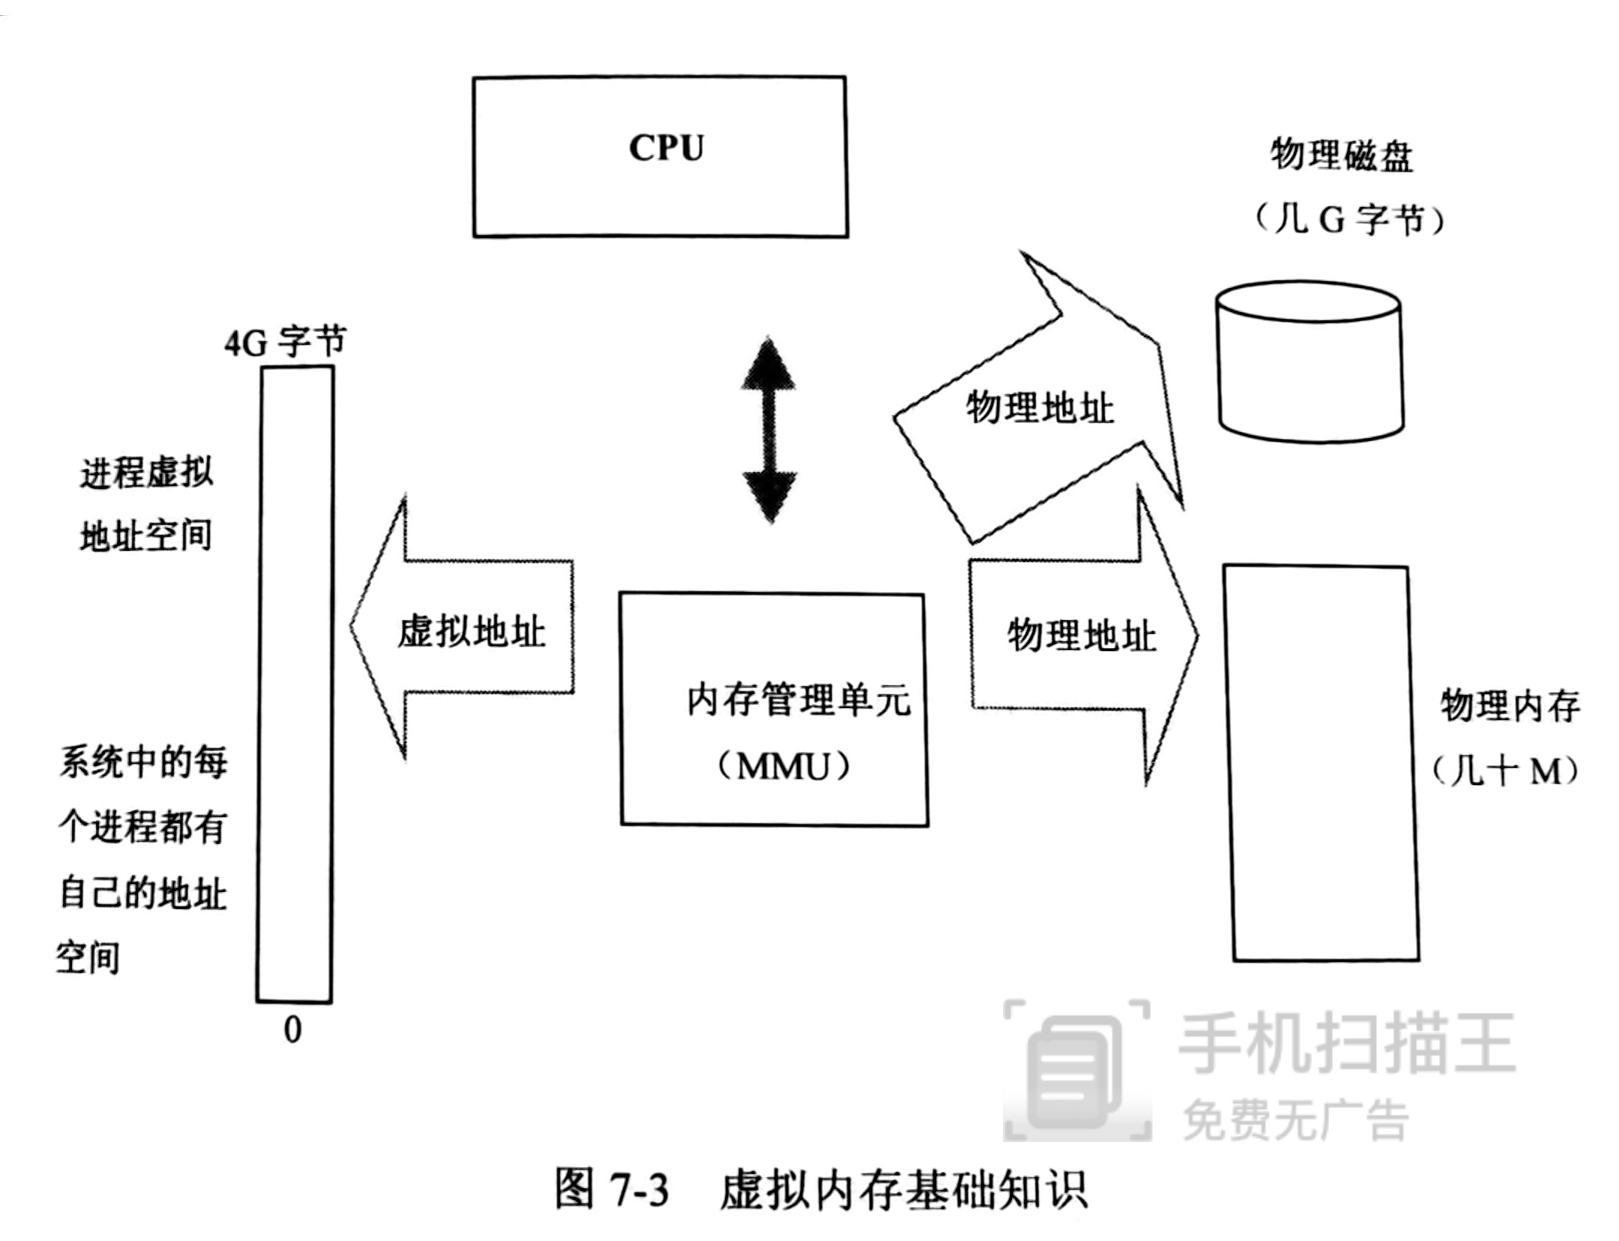 CPU
物理磁盘
（几 G 字节）
4G 字节
物理地址
进程虚拟
地址空间
虚拟地址
物理地址
内存管理单元
（MMU）
物理内存
（几十 M）
系统中的每
个进程都有
自己的地址
空间
0
手机扫描王
免费无广告
图 7-3 虚拟内存基础知识